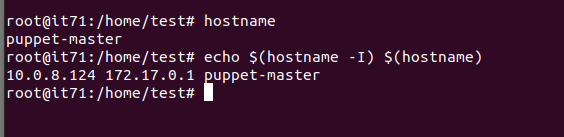 root@it71:/home/test# hostname
puppet-master
root@it71:/home/test# echo $(hostname -I) $(hostname)
10.0.8.124 172.17.0.1 puppet-master
root@it71:/home/test#